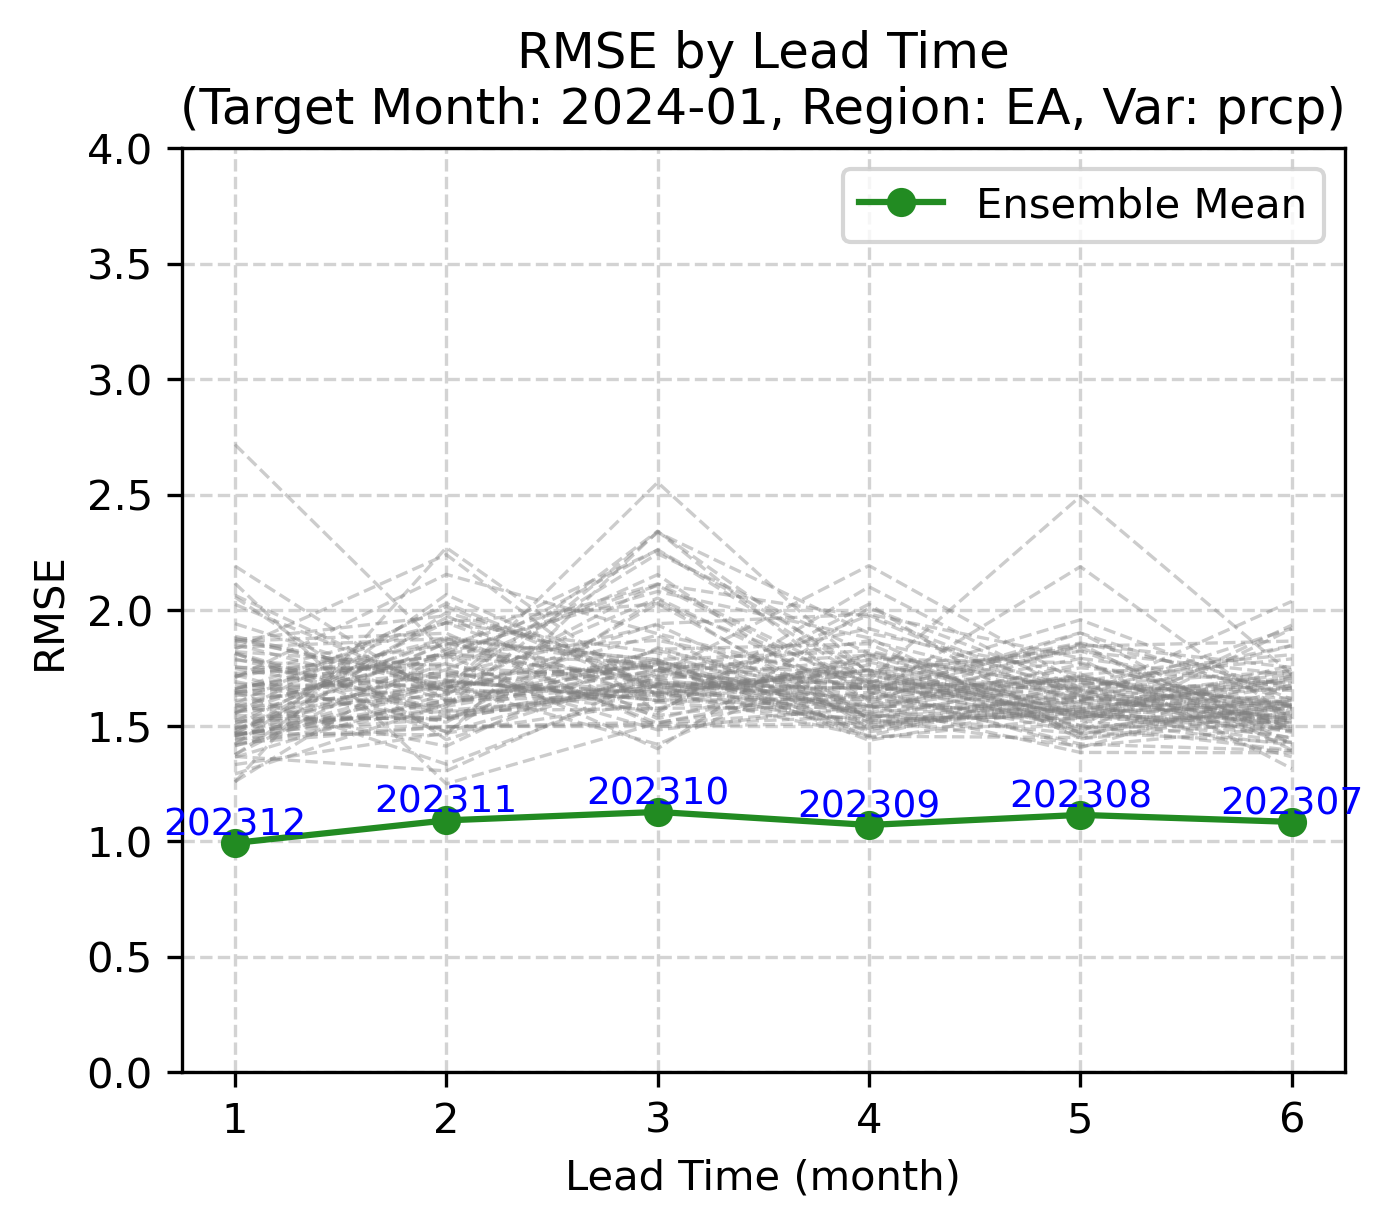 RMSE by Lead Time
(Target Month: 2024-01, Region: EA, Var: prcp)
4.0
3.5
3.0
2.5
2.0
1.5
1.0
0.5
0.0
RMSE
Ensemble Mean
202312
202311
202310
202309
202308
202307
1 2 3 4 5 6
Lead Time (month)